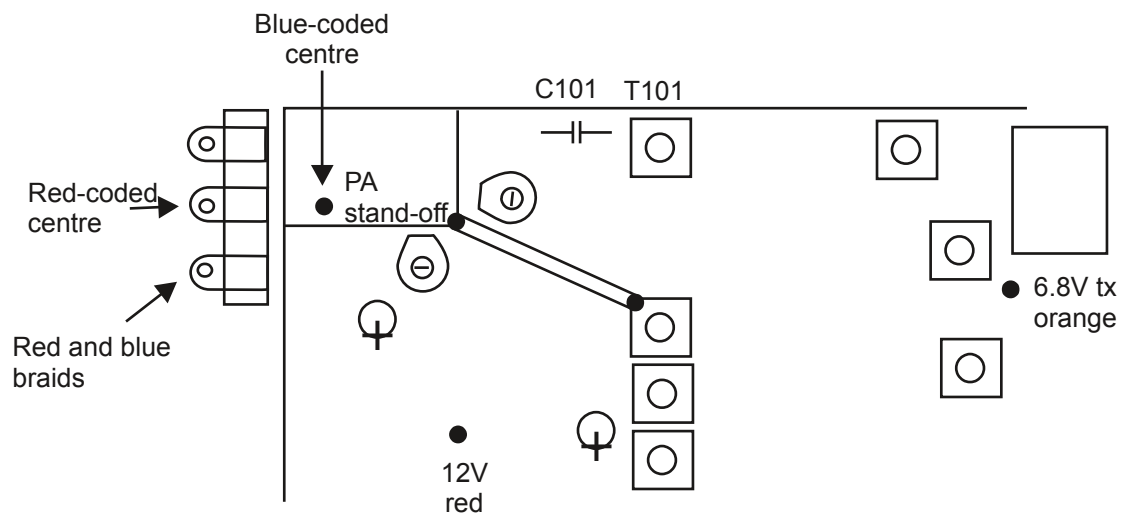 Blue-coded
centre
C101 T101
PA
stand-off
Red-coded
centre
6.8V tx
orange
Red and blue
braids
12V
red